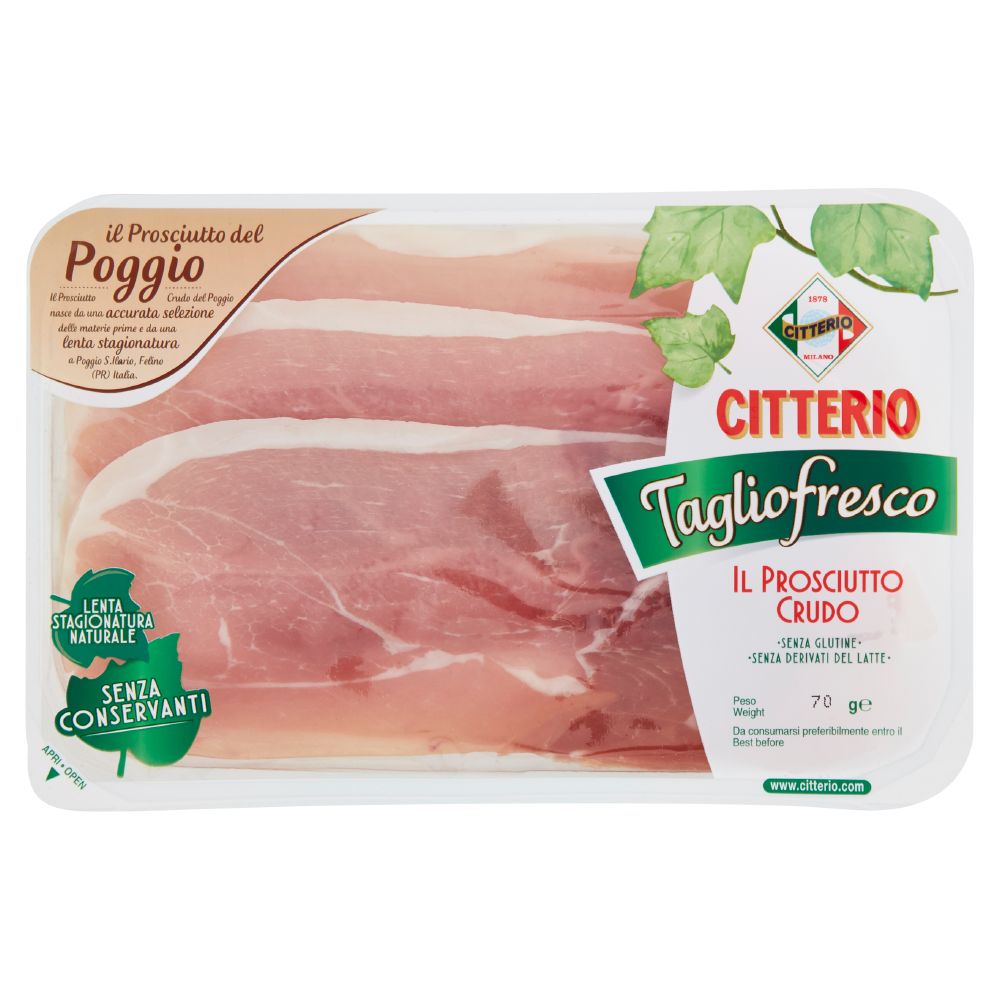 il Prosciutto del
Poggio
Il Prosciutto Crudo del Poggio
nasce da una accurata selezione
delle materie prime e da una
lenta stagionatura
a Poggio S.Ilario, Felino
(PR) Italia.
1878
CITTERIO
MILANO
CITTERIO
Tagliofresco
IL PROSCIUTTO
CRUDO
•SENZA GLUTINE•
•SENZA DERIVATI DEL LATTE•
LENTA
STAGIONATURA
NATURALE
SENZA
CONSERVANTI
APRI • OPEN
Peso
Weight 70 g℮
Da consumarsi preferibilmente entro il
Best before
www.citterio.com